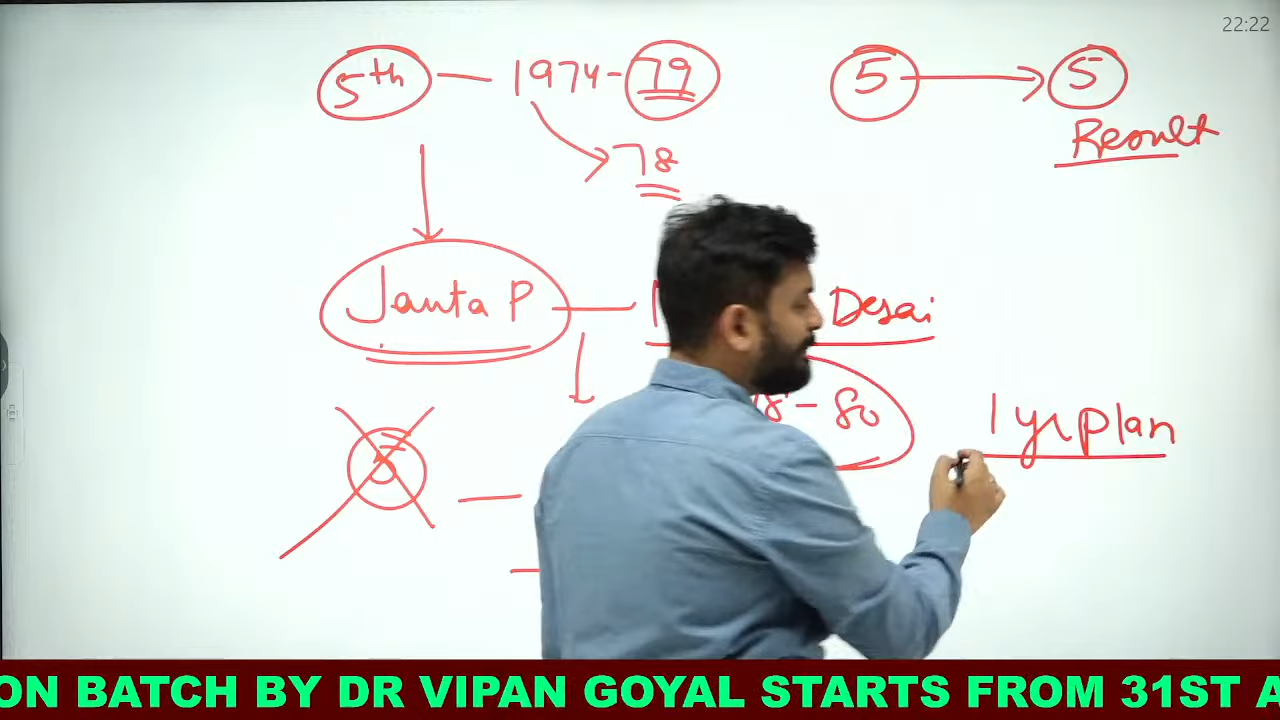 22:22
5th — 1974-79
5 → 5
Result
78
Janta P — Desai
8 - 80
1 yr plan
5
ON BATCH BY DR VIPAN GOYAL STARTS FROM 31ST A